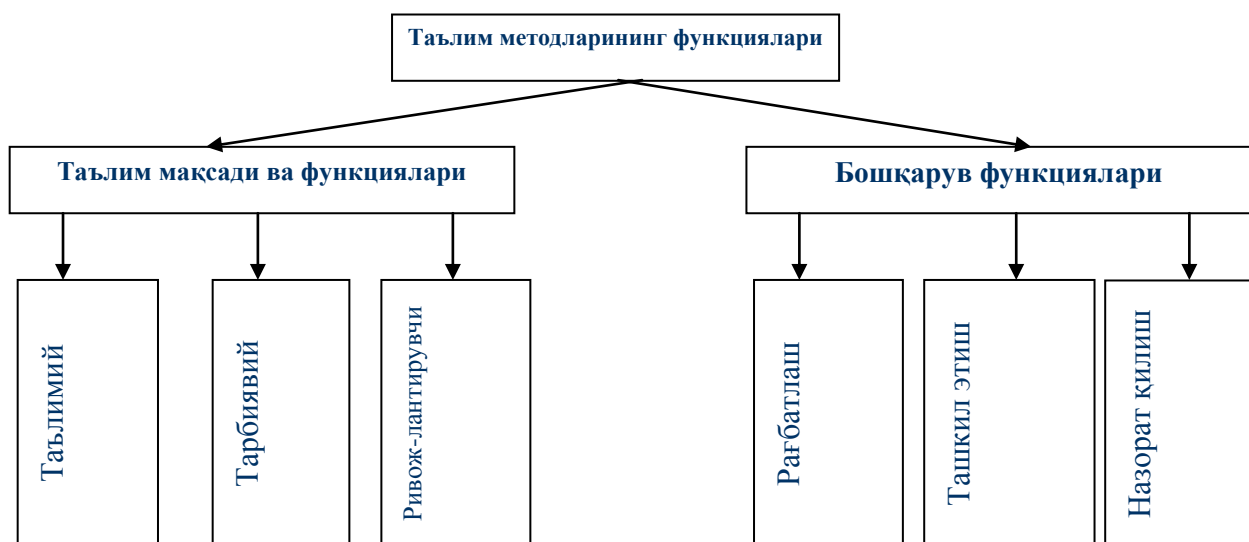 Таълим методларининг функциялари
Таълим мақсади ва функциялари
Бошқарув функциялари
Таълимий
Тарбиявий
Ривож-лантирувчи
Рағбатлаш
Ташкил этиш
Назорат қилиш